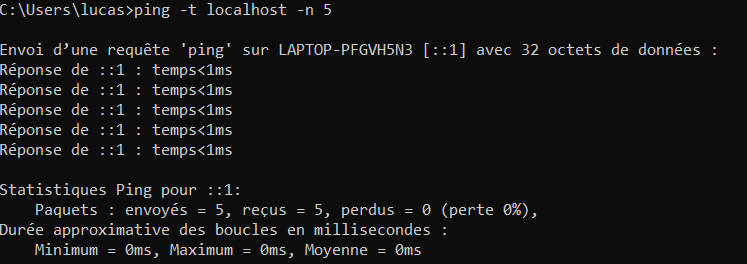 C:\Users\lucas>ping -t localhost -n 5
Envoi d’une requête 'ping' sur LAPTOP-PFGVH5N3 [::1] avec 32 octets de données :
Réponse de ::1 : temps<1ms
Réponse de ::1 : temps<1ms
Réponse de ::1 : temps<1ms
Réponse de ::1 : temps<1ms
Réponse de ::1 : temps<1ms
Statistiques Ping pour ::1:
    Paquets : envoyés = 5, reçus = 5, perdus = 0 (perte 0%),
Durée approximative des boucles en millisecondes :
    Minimum = 0ms, Maximum = 0ms, Moyenne = 0ms